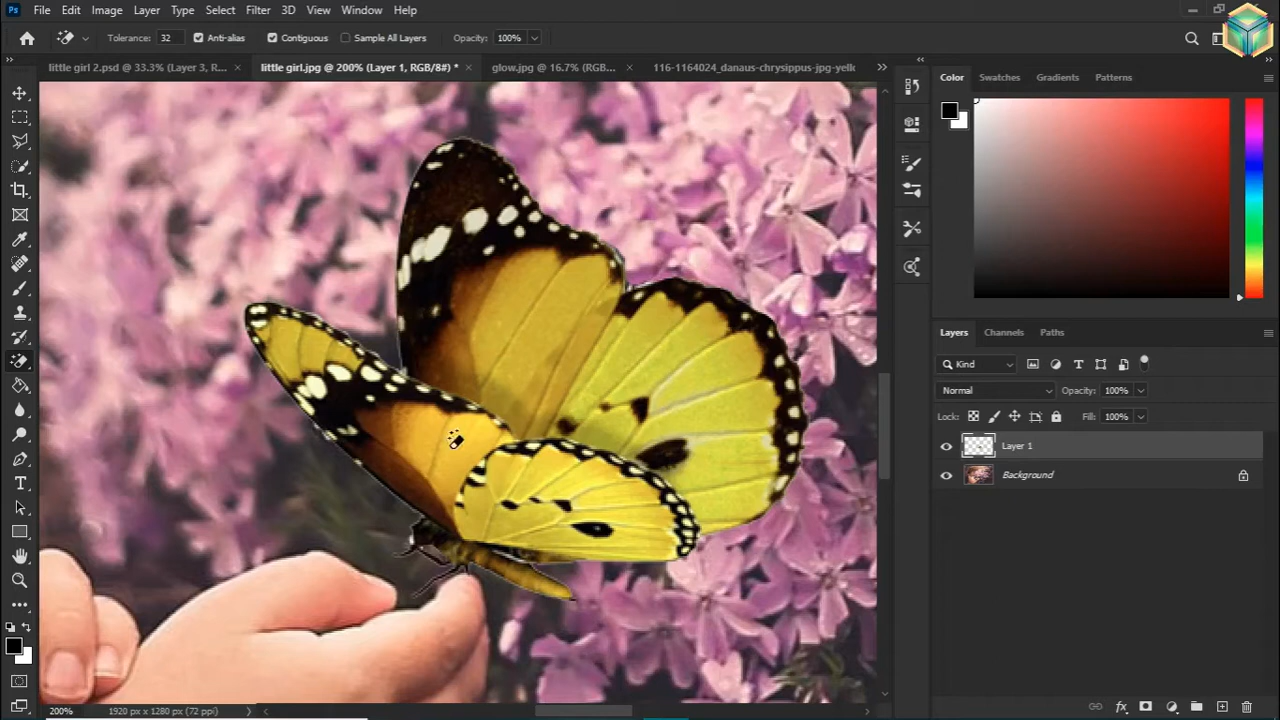 Ps File Edit Image Layer Type Select Filter 3D View Window Help
Tolerance: 32 Anti-alias Contiguous Sample All Layers Opacity: 100%
little girl 2.psd @ 33.3% (Layer 3, R... × little girl.jpg @ 200% (Layer 1, RGB/8#) * × glow.jpg @ 16.7% (RGB... × 116-1164024_danaus-chrysippus-jpg-yelk
Color Swatches Gradients Patterns
Layers Channels Paths
Kind
Normal Opacity: 100%
Lock: Fill: 100%
Layer 1
Background
200% 1920 px x 1280 px (72 ppi)